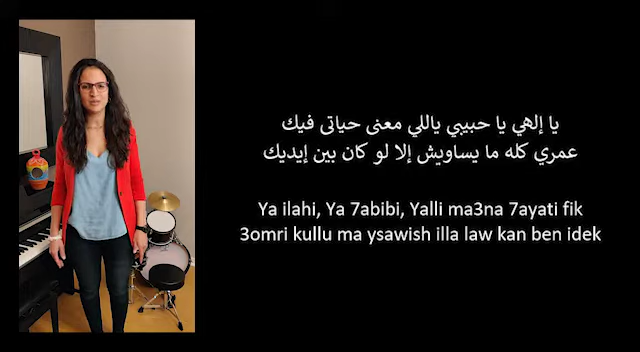 يا إلهي يا حبيبي ياللي معنى حياتى فيك
عمري كله ما يساويش إلا لو كان بين إيديك
Ya ilahi, Ya 7abibi, Yalli ma3na 7ayati fik
3omri kullu ma ysawish illa law kan ben idek